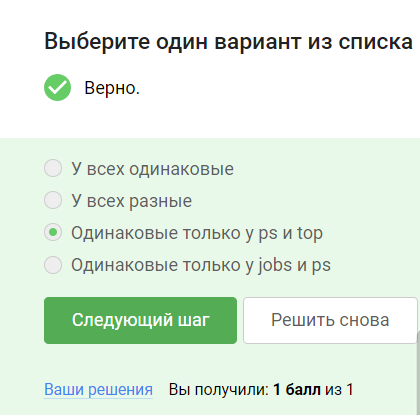 Выберите один вариант из списка
Верно.
У всех одинаковые
У всех разные
Одинаковые только у ps и top
Одинаковые только у jobs и ps
Следующий шаг
Решить снова
Ваши решения Вы получили: 1 балл из 1